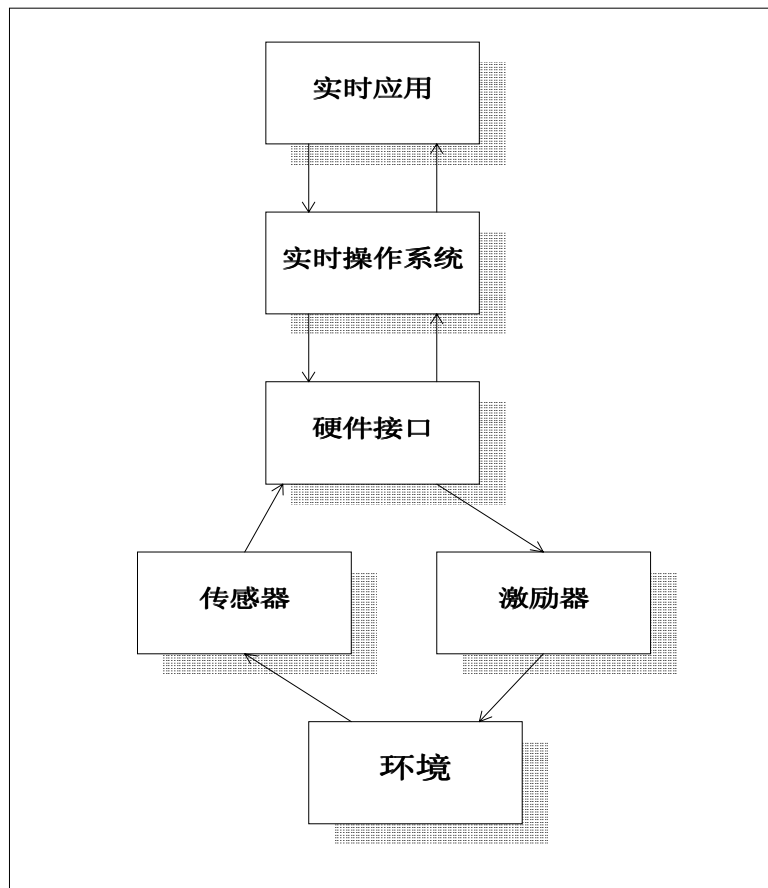 实时应用
实时操作系统
硬件接口
传感器
激励器
环境